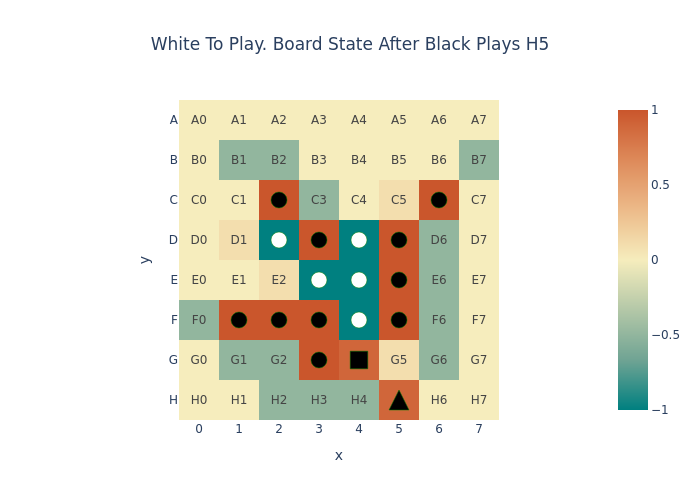 White To Play. Board State After Black Plays H5
A A0 A1 A2 A3 A4 A5 A6 A7
B B0 B1 B2 B3 B4 B5 B6 B7
C C0 C1 C3 C4 C5 C7
D D0 D1 D6 D7
E E0 E1 E2 E6 E7
F F0 F6 F7
G G0 G1 G2 G5 G6 G7
H H0 H1 H2 H3 H4 H6 H7
0 1 2 3 4 5 6 7
x
y
1
0.5
0
−0.5
−1